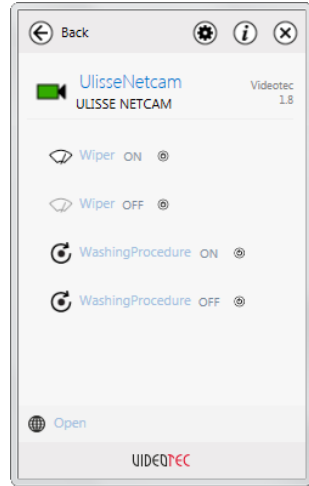 Back
UlisseNetcam Videotec
ULISSE NETCAM 1.8
Wiper ON
Wiper OFF
WashingProcedure ON
WashingProcedure OFF
Open
VIDEOTEC